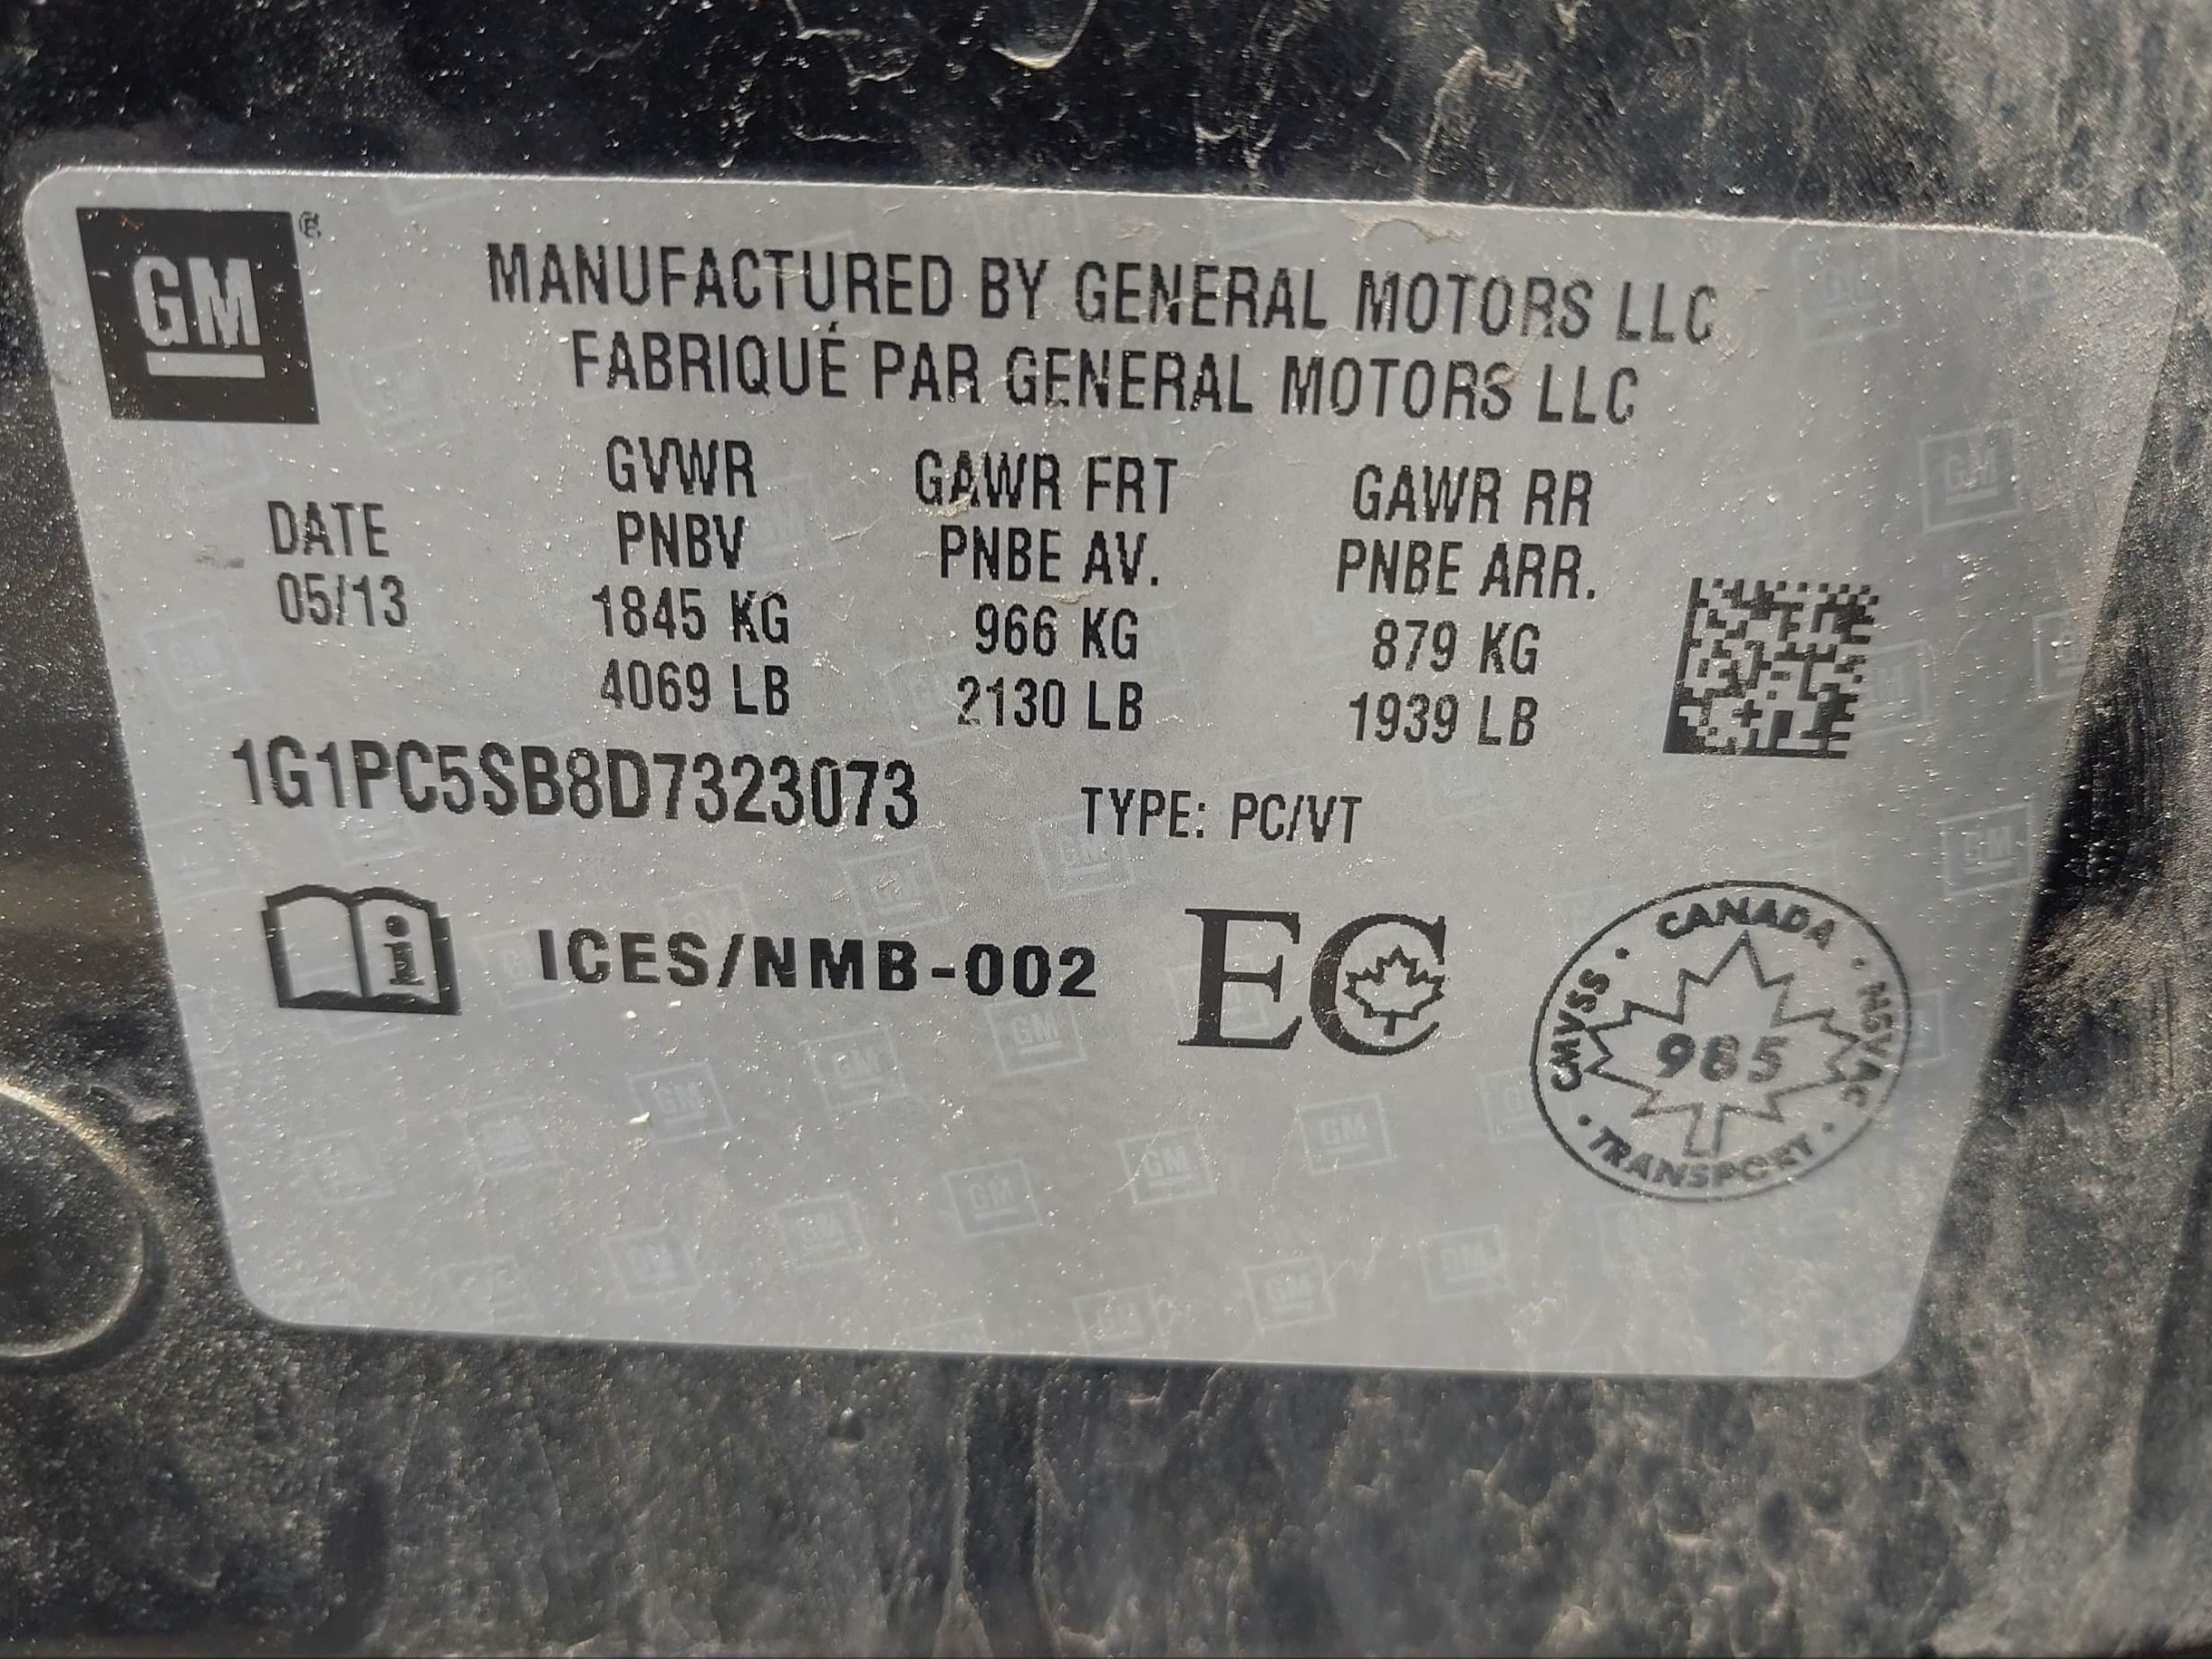 GM®
MANUFACTURED BY GENERAL MOTORS LLC
FABRIQUÉ PAR GENERAL MOTORS LLC
DATE
05/13
GVWR
PNBV
1845 KG
4069 LB
GAWR FRT
PNBE AV.
966 KG
2130 LB
GAWR RR
PNBE ARR.
879 KG
1939 LB
1G1PC5SB8D7323073
TYPE: PC/VT
i
ICES/NMB-002
EC
CANADA
CMVSS · NSVAC
985
TRANSPORT